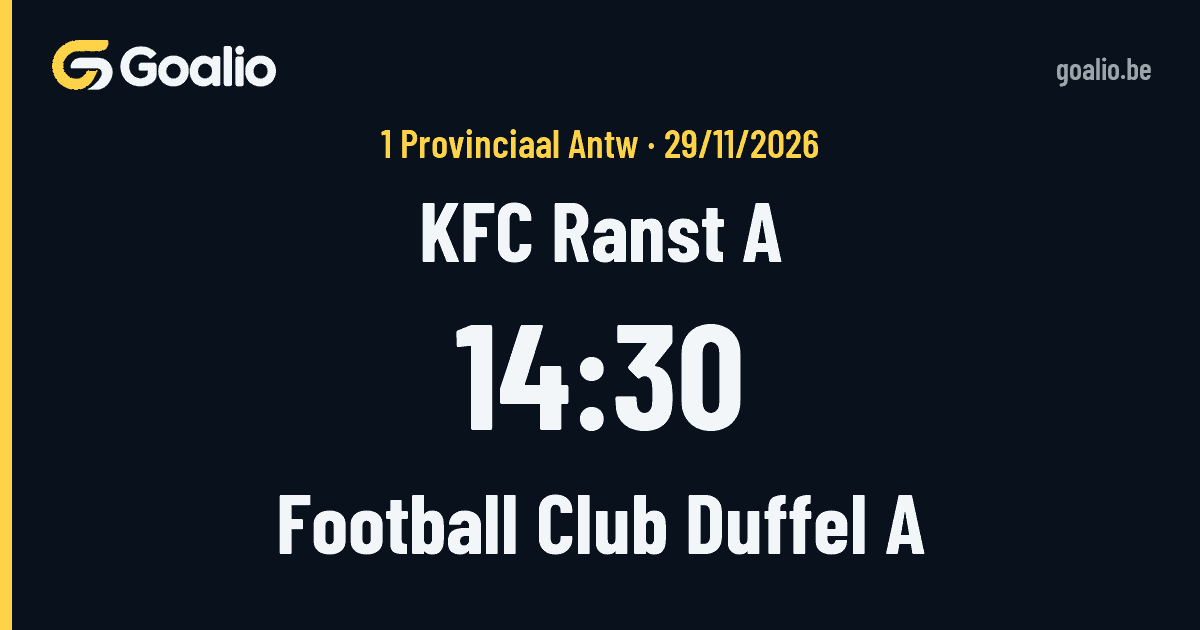 Goalio
goalio.be
1 Provinciaal Antw · 29/11/2026
KFC Ranst A
14:30
Football Club Duffel A